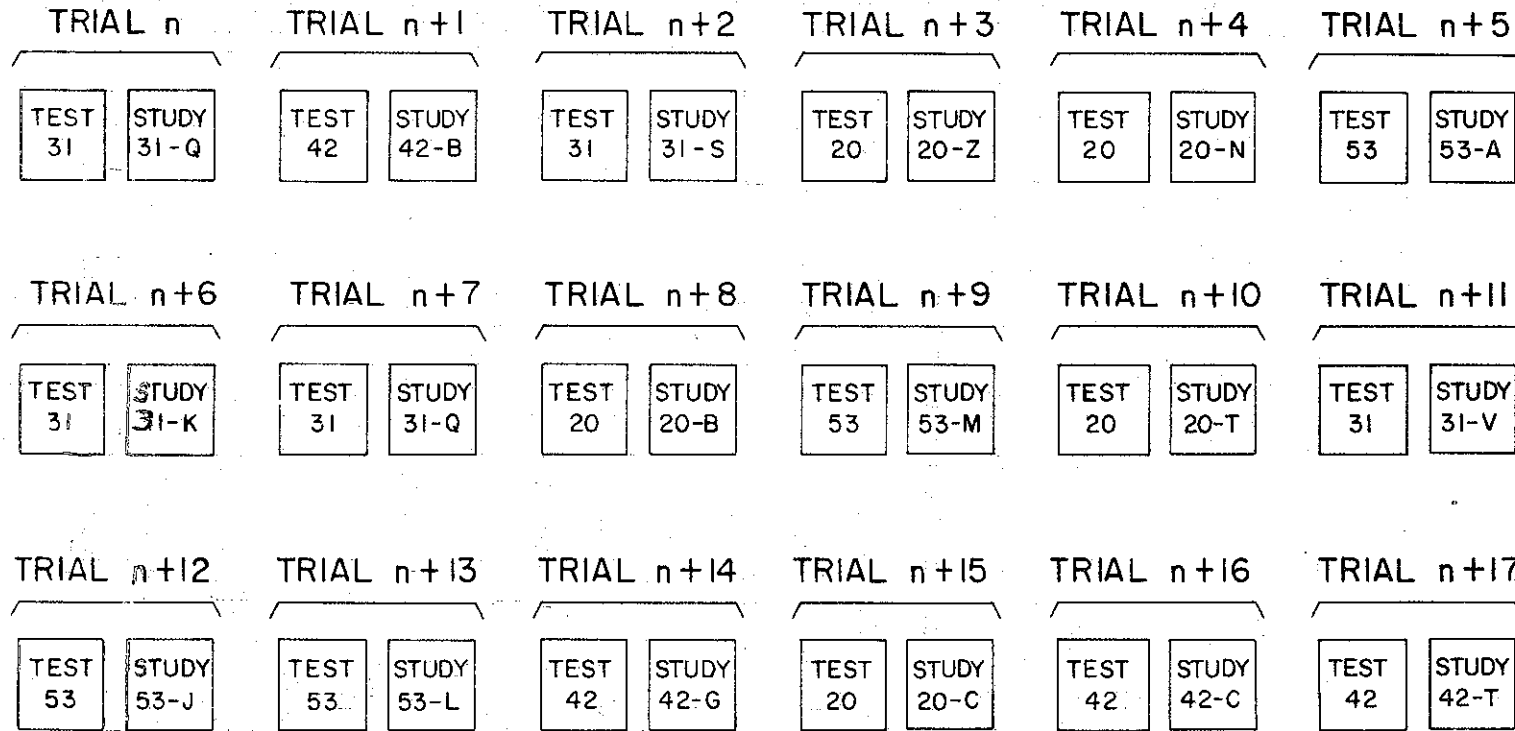 TRIAL n TRIAL n+1 TRIAL n+2 TRIAL n+3 TRIAL n+4 TRIAL n+5
TEST STUDY TEST STUDY TEST STUDY TEST STUDY TEST STUDY TEST STUDY
31 31-Q 42 42-B 31 31-S 20 20-Z 20 20-N 53 53-A
TRIAL n+6 TRIAL n+7 TRIAL n+8 TRIAL n+9 TRIAL n+10 TRIAL n+11
TEST STUDY TEST STUDY TEST STUDY TEST STUDY TEST STUDY TEST STUDY
31 31-K 31 31-Q 20 20-B 53 53-M 20 20-T 31 31-V
TRIAL n+12 TRIAL n+13 TRIAL n+14 TRIAL n+15 TRIAL n+16 TRIAL n+17
TEST STUDY TEST STUDY TEST STUDY TEST STUDY TEST STUDY TEST STUDY
53 53-J 53 53-L 42 42-G 20 20-C 42 42-C 42 42-T